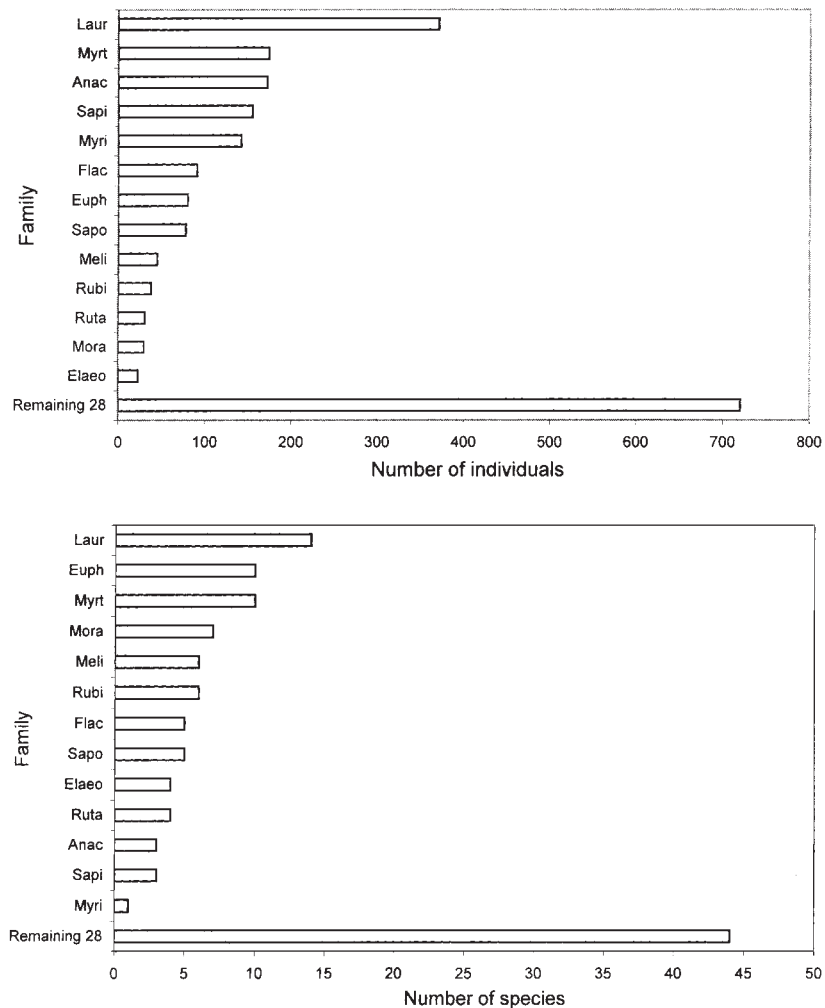 Laur
Myrt
Anac
Sapi
Myri
Flac
Euph
Sapo
Meli
Rubi
Ruta
Mora
Elaeo
Remaining 28
Family
0 100 200 300 400 500 600 700 800
Number of individuals
Laur
Euph
Myrt
Mora
Meli
Rubi
Flac
Sapo
Elaeo
Ruta
Anac
Sapi
Myri
Remaining 28
Family
0 5 10 15 20 25 30 35 40 45 50
Number of species